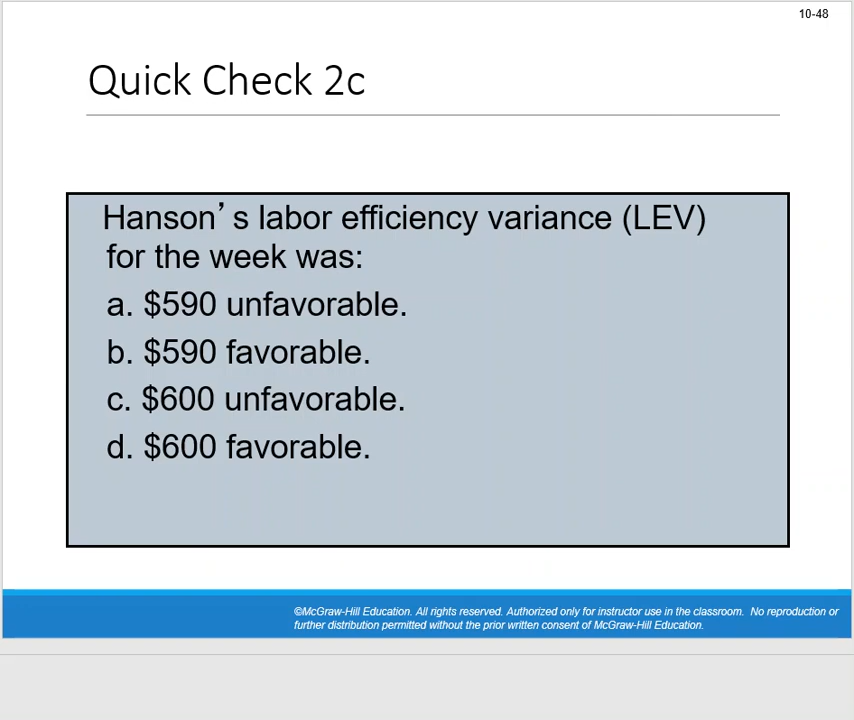 10-48
Quick Check 2c
Hanson’s labor efficiency variance (LEV)
for the week was:
a. $590 unfavorable.
b. $590 favorable.
c. $600 unfavorable.
d. $600 favorable.
©McGraw-Hill Education. All rights reserved. Authorized only for instructor use in the classroom. No reproduction or
further distribution permitted without the prior written consent of McGraw-Hill Education.